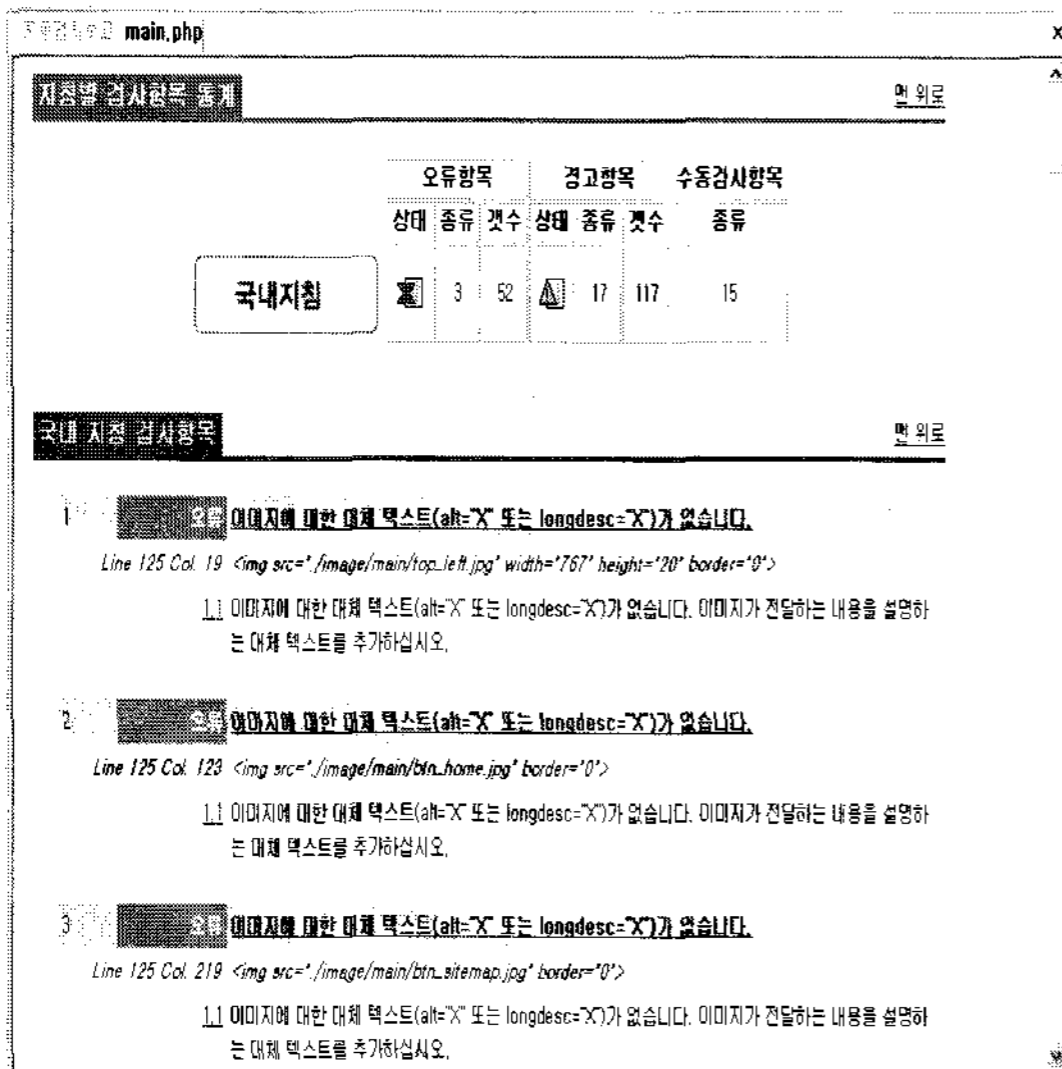 main.php x
지침별 검사항목 통계 맨 위로
오류항목 경고항목 수동검사항목
상태 종류 갯수 상태 종류 갯수 종류
국내지침 3 52 17 117 15
국내 지침 검사항목 맨 위로
1 오류 이미지에 대한 대체 텍스트(alt="X" 또는 longdesc="X")가 없습니다.
Line 125 Col. 19 <img src="./image/main/top_left.jpg" width="767" height="20" border="0">
1.1 이미지에 대한 대체 텍스트(alt="X" 또는 longdesc="X")가 없습니다. 이미지가 전달하는 내용을 설명하
는 대체 텍스트를 추가하십시오.
2 오류 이미지에 대한 대체 텍스트(alt="X" 또는 longdesc="X")가 없습니다.
Line 125 Col. 123 <img src="./image/main/btn_home.jpg" border="0">
1.1 이미지에 대한 대체 텍스트(alt="X" 또는 longdesc="X")가 없습니다. 이미지가 전달하는 내용을 설명하
는 대체 텍스트를 추가하십시오.
3 오류 이미지에 대한 대체 텍스트(alt="X" 또는 longdesc="X")가 없습니다.
Line 125 Col. 219 <img src="./image/main/btn_sitemap.jpg" border="0">
1.1 이미지에 대한 대체 텍스트(alt="X" 또는 longdesc="X")가 없습니다. 이미지가 전달하는 내용을 설명하
는 대체 텍스트를 추가하십시오.